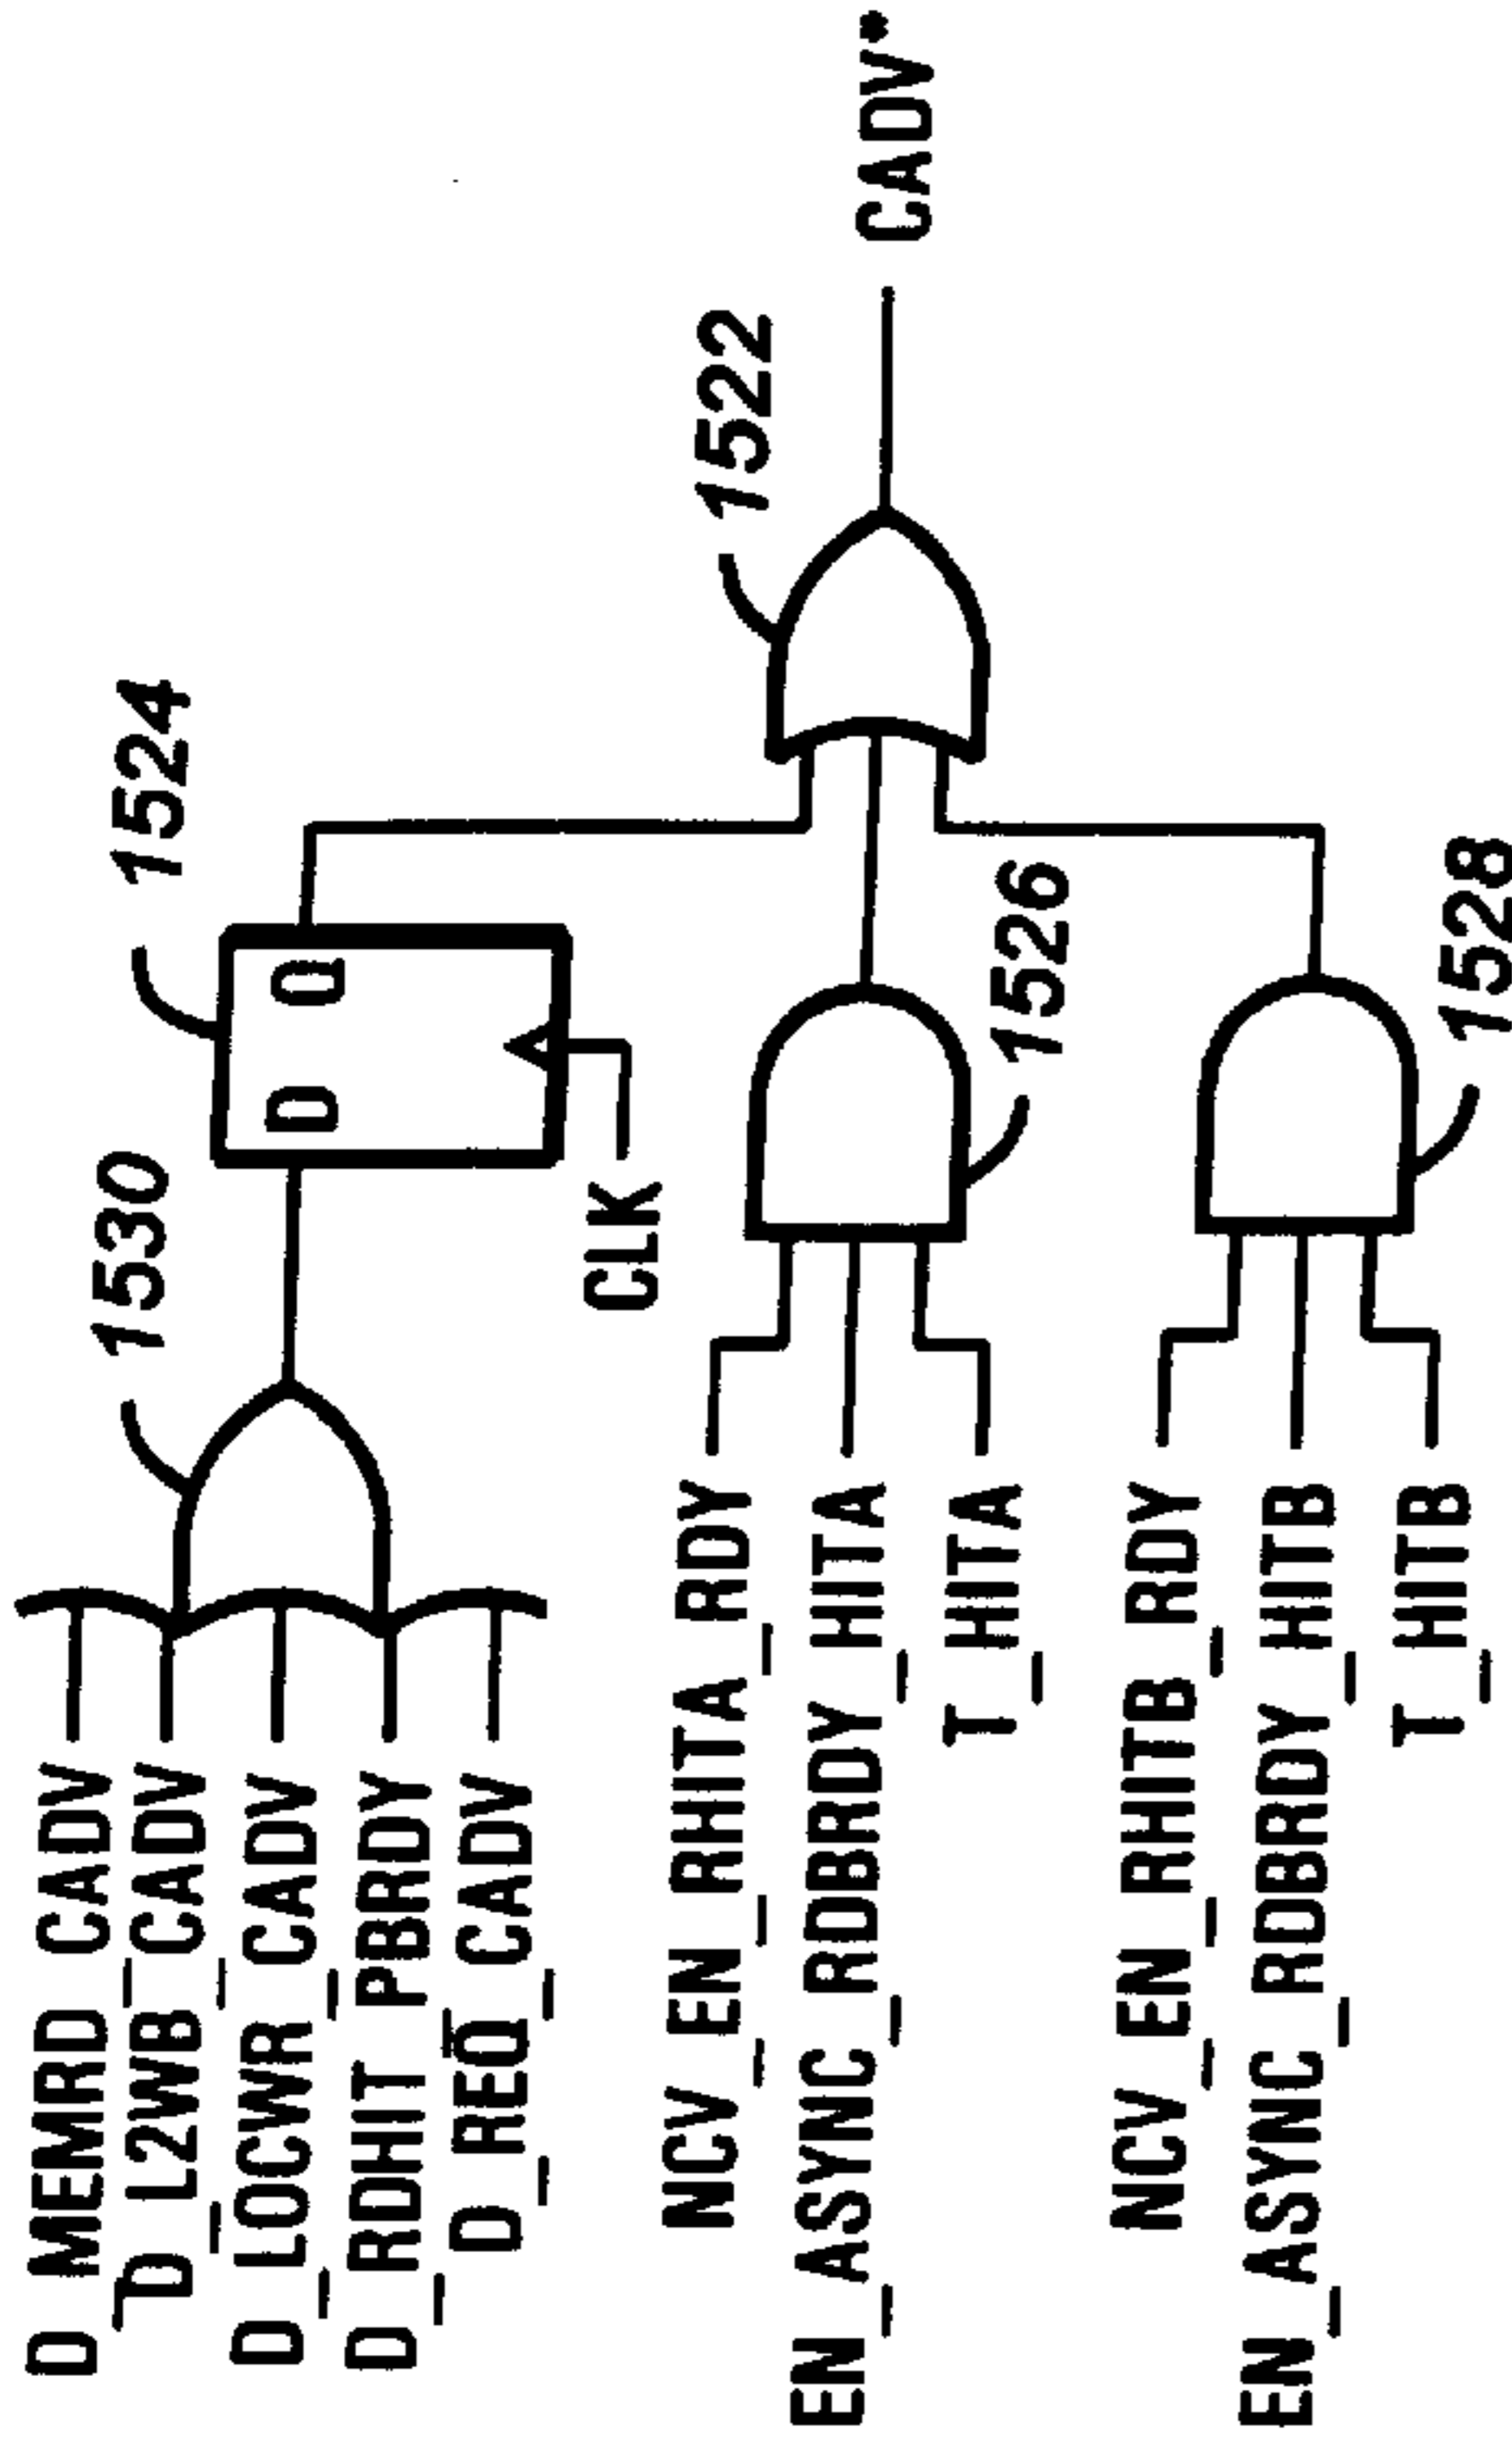 D_MEMRD_CADV
D_L2WB_CADV
D_LOCWR_CADV
D_RDHIT_PBRDY
D_REQ_CADV
1530
D
Q
1524
CLK
NCV_EN_RHITA_RDY
EN_ASYNC_RDBRDY_HITA
T_HITA
1526
1522
CADV*
NCV_EN_RHITB_RDY
EN_ASYNC_RDBRDY_HITB
T_HITB
1528